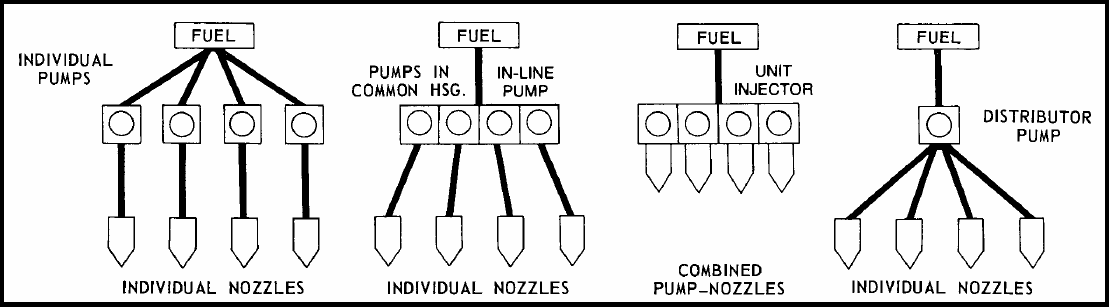 FUEL
INDIVIDUAL
PUMPS
INDIVIDUAL NOZZLES
FUEL
PUMPS IN
COMMON HSG.
IN-LINE
PUMP
INDIVIDUAL NOZZLES
FUEL
UNIT
INJECTOR
COMBINED
PUMP-NOZZLES
FUEL
DISTRIBUTOR
PUMP
INDIVIDUAL NOZZLES